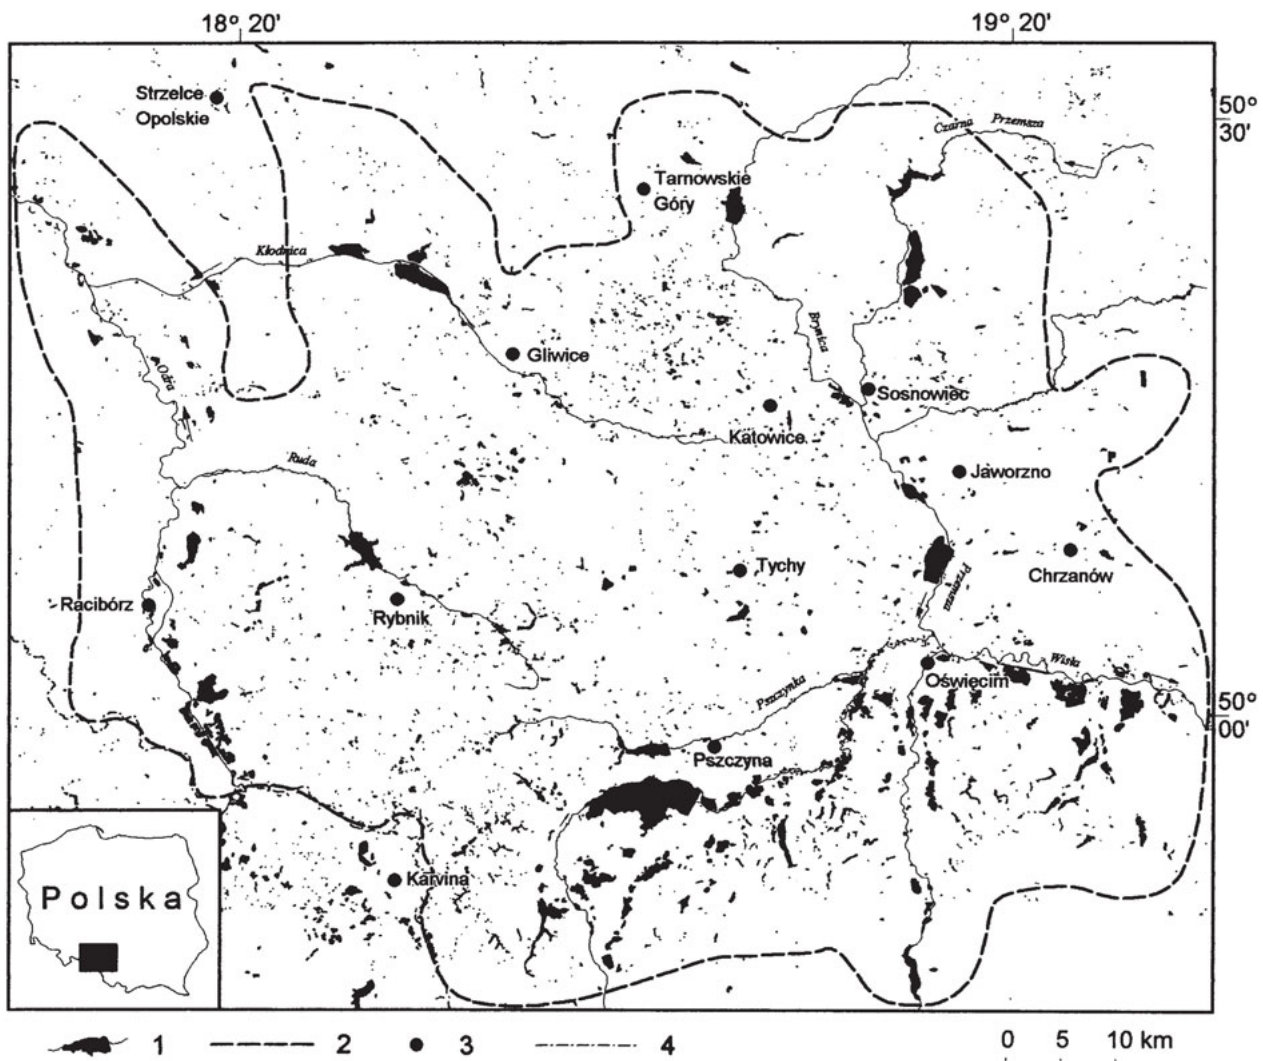 18° 20'
19° 20'
Strzelce
Opolskie
50°
30'
Czarna Przemsza
Tarnowskie
Góry
Kłodnica
Brynica
Gliwice
Odra
Sosnowiec
Katowice
Ruda
Jaworzno
Tychy
Chrzanów
Przemsza
Racibórz
Rybnik
Wisła
Oświęcim
Pszczynka
50°
00'
Pszczyna
Karvina
Polska
1 2 3 4
0 5 10 km